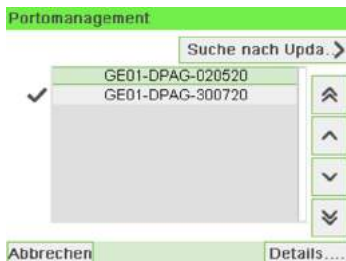 Portomanagement
Suche nach Upda..
GE01-DPAG-020520
GE01-DPAG-300720
Abbrechen
Details....